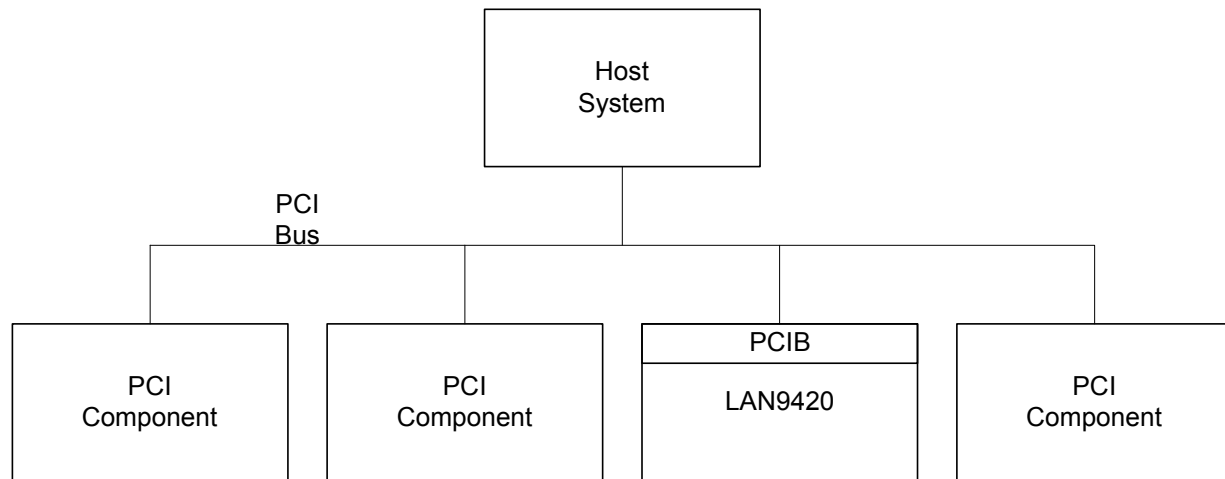 Host
System
PCI
Bus
PCI
Component
PCI
Component
PCIB
LAN9420
PCI
Component